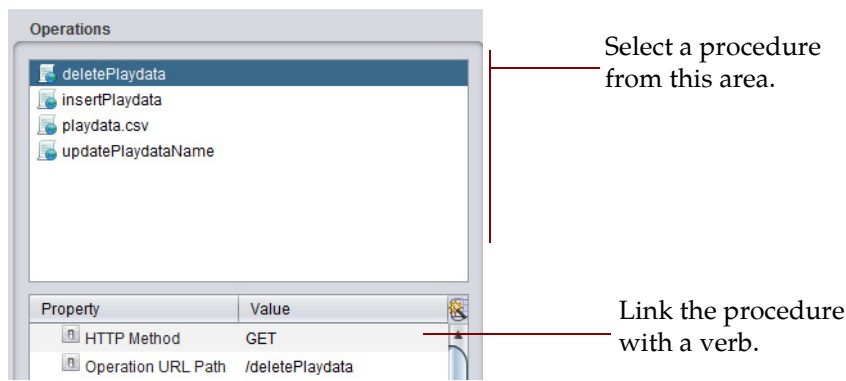 Operations
deletePlaydata
insertPlaydata
playdata.csv
updatePlaydataName
Select a procedure
from this area.
Property Value
HTTP Method GET
Operation URL Path /deletePlaydata
Link the procedure
with a verb.